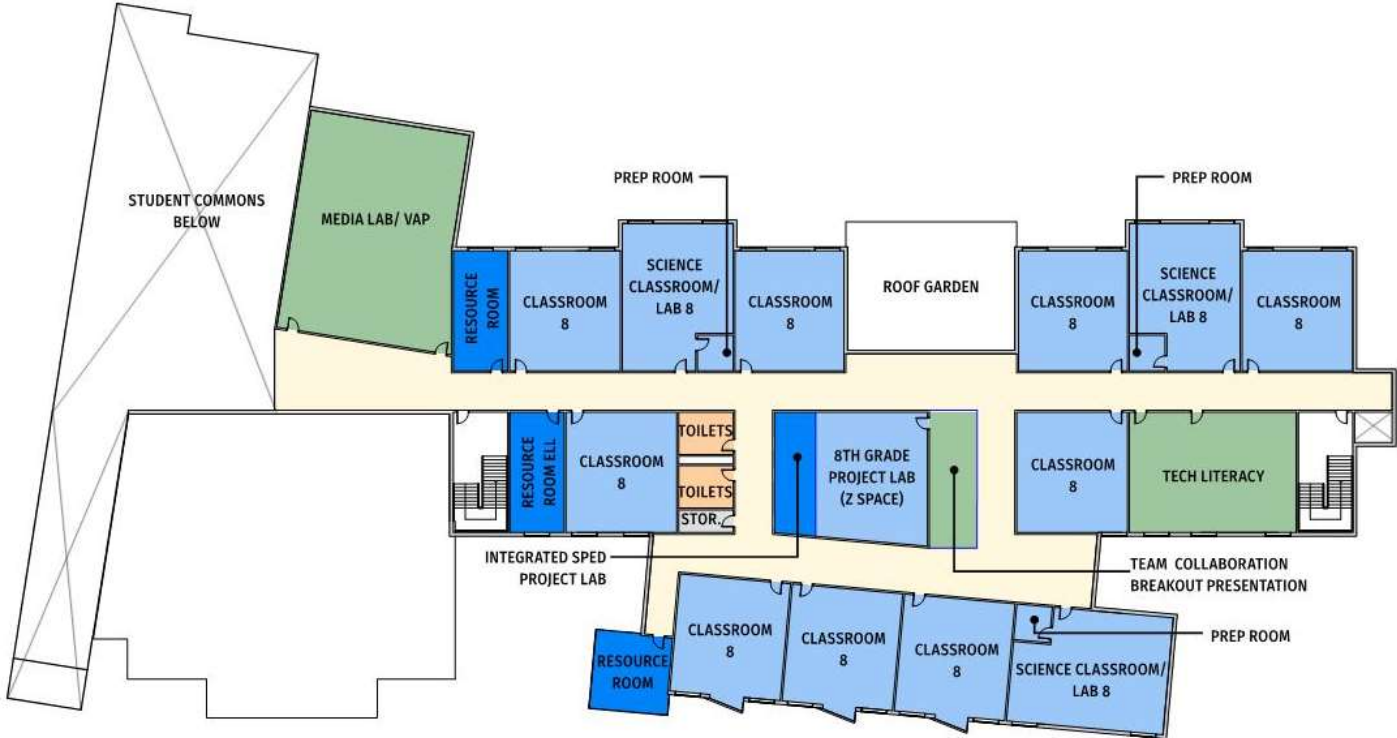 PREP ROOM
PREP ROOM
STUDENT COMMONS
BELOW
MEDIA LAB/ VAP
RESOURCE
ROOM
CLASSROOM
8
SCIENCE
CLASSROOM/
LAB 8
CLASSROOM
8
ROOF GARDEN
CLASSROOM
8
SCIENCE
CLASSROOM/
LAB 8
CLASSROOM
8
RESOURCE
ROOM ELL
CLASSROOM
8
TOILETS
TOILETS
STOR.
8TH GRADE
PROJECT LAB
(Z SPACE)
CLASSROOM
8
TECH LITERACY
INTEGRATED SPED
PROJECT LAB
TEAM COLLABORATION
BREAKOUT PRESENTATION
RESOURCE
ROOM
CLASSROOM
8
CLASSROOM
8
CLASSROOM
8
PREP ROOM
SCIENCE CLASSROOM/
LAB 8